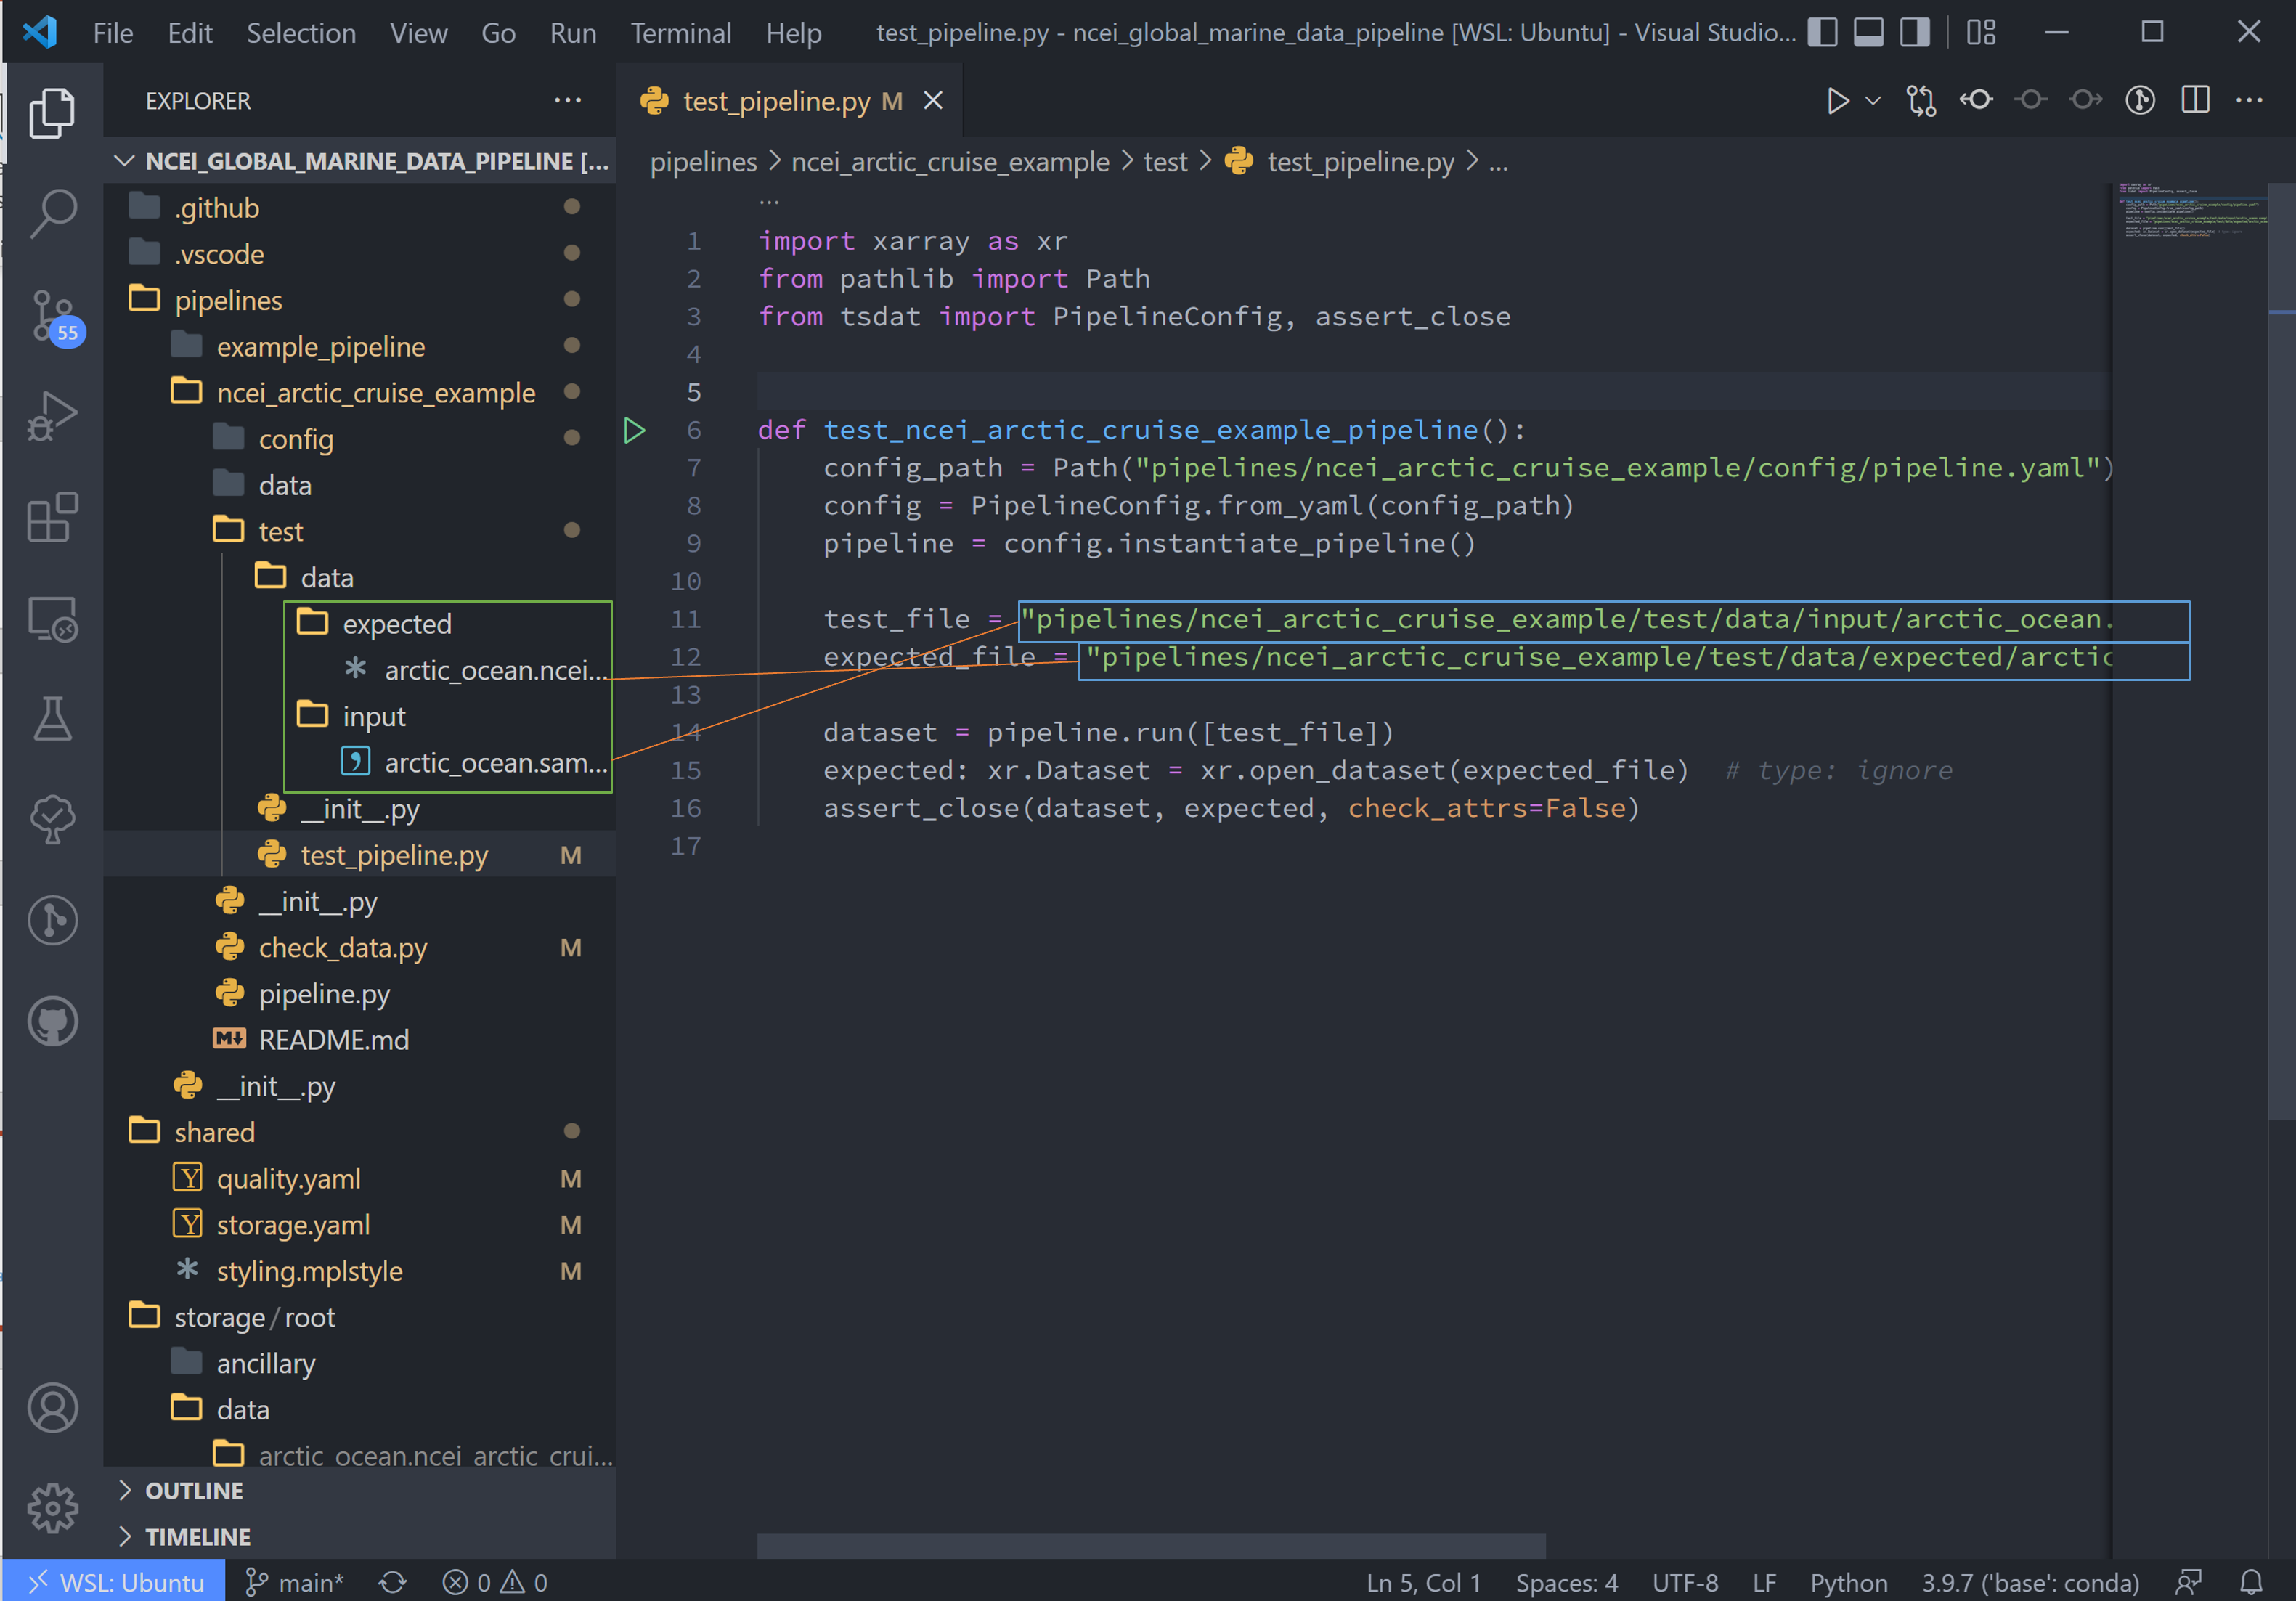 File Edit Selection View Go Run Terminal Help test_pipeline.py - ncei_global_marine_data_pipeline [WSL: Ubuntu] - Visual Studio...
EXPLORER
NCEI_GLOBAL_MARINE_DATA_PIPELINE [...
.github
.vscode
pipelines
example_pipeline
ncei_arctic_cruise_example
config
data
test
data
expected
arctic_ocean.ncei...
input
arctic_ocean.sam...
__init__.py
test_pipeline.py M
__init__.py
check_data.py M
pipeline.py
README.md
__init__.py
shared
quality.yaml M
storage.yaml M
styling.mplstyle M
storage/root
ancillary
data
arctic_ocean.ncei_arctic_crui...
OUTLINE
TIMELINE
55
test_pipeline.py M
pipelines > ncei_arctic_cruise_example > test > test_pipeline.py > ...
...
1 import xarray as xr
2 from pathlib import Path
3 from tsdat import PipelineConfig, assert_close
4
5
6 def test_ncei_arctic_cruise_example_pipeline():
7 config_path = Path("pipelines/ncei_arctic_cruise_example/config/pipeline.yaml")
8 config = PipelineConfig.from_yaml(config_path)
9 pipeline = config.instantiate_pipeline()
10
11 test_file = "pipelines/ncei_arctic_cruise_example/test/data/input/arctic_ocean.
12 expected_file = "pipelines/ncei_arctic_cruise_example/test/data/expected/arctic
13
14 dataset = pipeline.run([test_file])
15 expected: xr.Dataset = xr.open_dataset(expected_file) # type: ignore
16 assert_close(dataset, expected, check_attrs=False)
17
WSL: Ubuntu main* 0 0 Ln 5, Col 1 Spaces: 4 UTF-8 LF Python 3.9.7 ('base': conda)